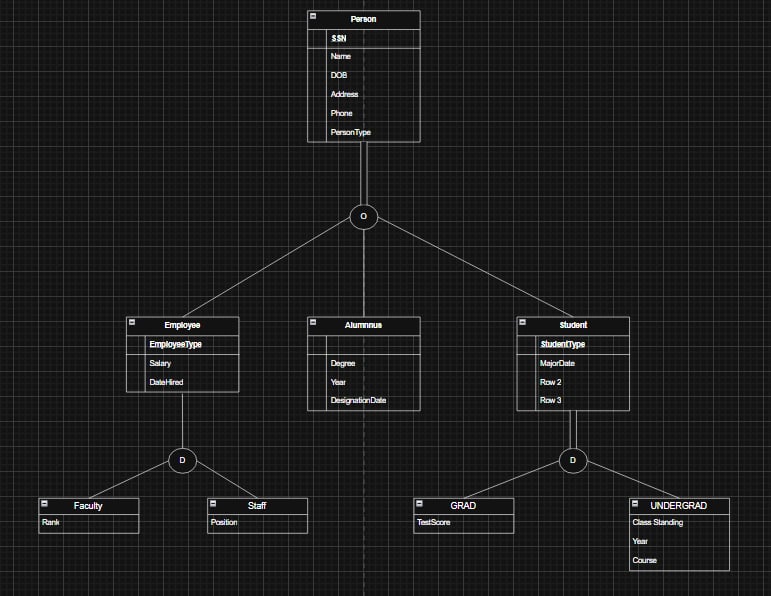 Person
SSN
Name
DOB
Address
Phone
PersonType
O
Employee
EmployeeType
Salary
DateHired
Alumnnus
Degree
Year
DesignationDate
Student
StudentType
MajorDate
Row 2
Row 3
D
D
Faculty
Rank
Staff
Position
GRAD
TestScore
UNDERGRAD
Class Standing
Year
Course